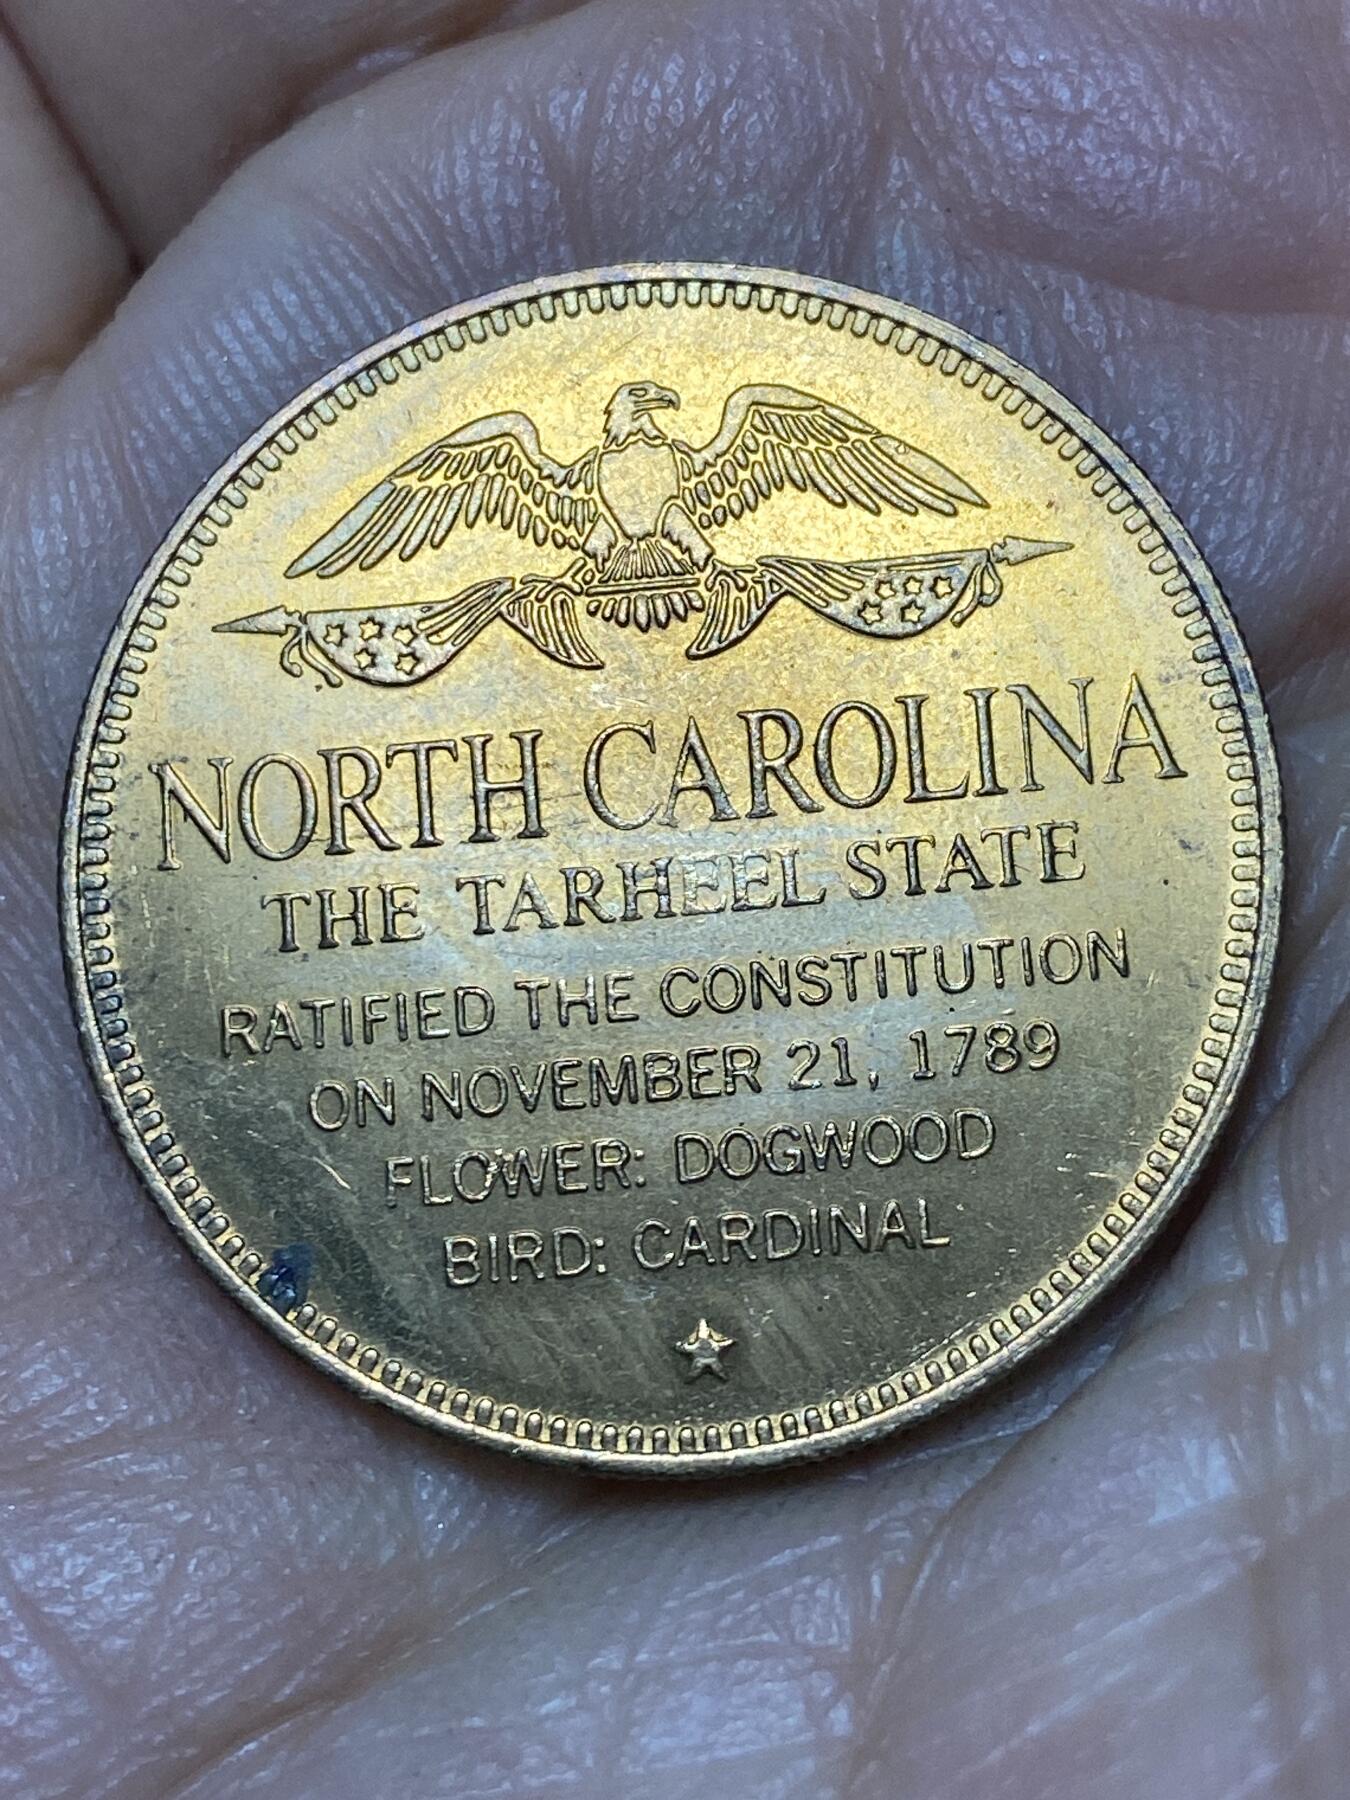 NORTH CAROLINA
THE TARHEEL STATE
RATIFIED THE CONSTITUTION
ON NOVEMBER 21, 1789
FLOWER: DOGWOOD
BIRD: CARDINAL